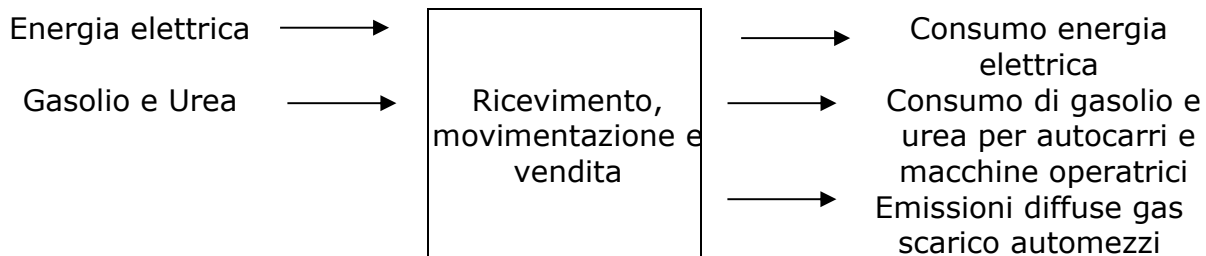 Energia elettrica
Gasolio e Urea
Ricevimento,
movimentazione e
vendita
Consumo energia
elettrica
Consumo di gasolio e
urea per autocarri e
macchine operatrici
Emissioni diffuse gas
scarico automezzi